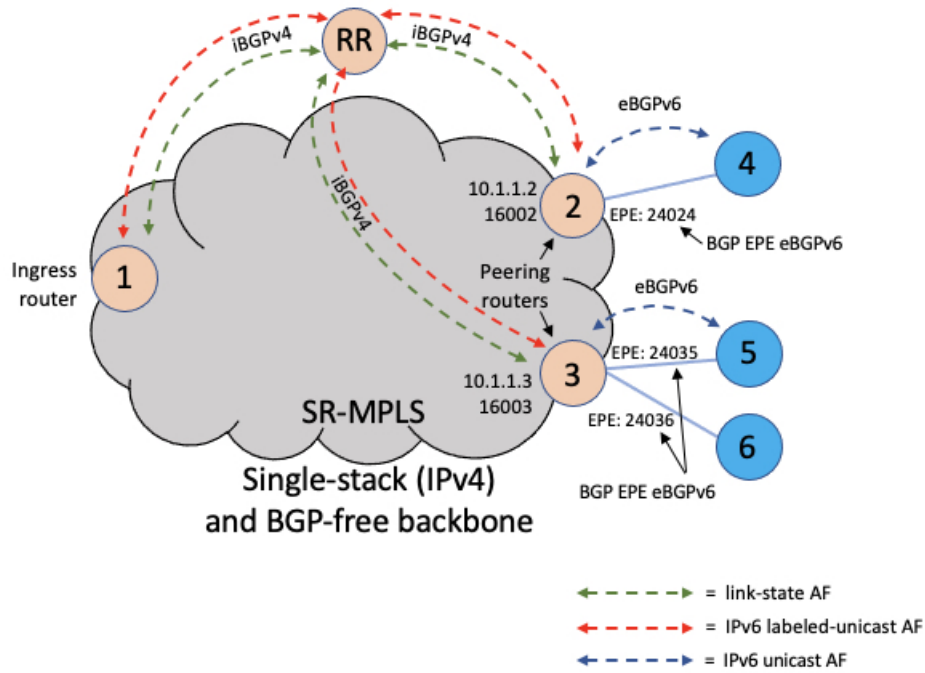 iBGPv4
RR
iBGPv4
eBGPv6
4
10.1.1.2
16002
2
EPE: 24024
BGP EPE eBGPv6
iBGPv4
Ingress
router
1
Peering
routers
eBGPv6
5
EPE: 24035
3
10.1.1.3
16003
EPE: 24036
6
SR-MPLS
BGP EPE eBGPv6
Single-stack (IPv4)
and BGP-free backbone
= link-state AF
= IPv6 labeled-unicast AF
= IPv6 unicast AF